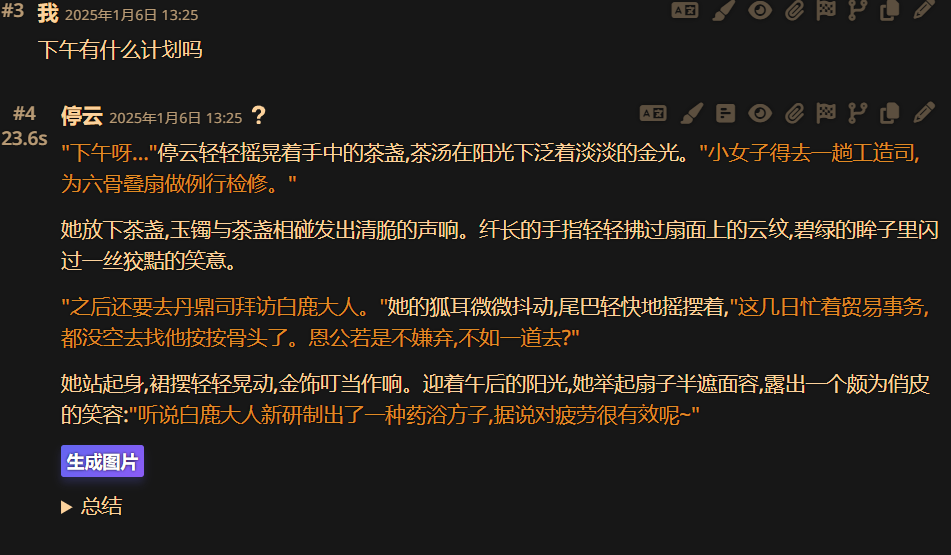 #3 我 2025年1月6日 13:25
下午有什么计划吗
#4 停云 2025年1月6日 13:25 ?
23.6s
"下午呀..."停云轻轻摇晃着手中的茶盏,茶汤在阳光下泛着淡淡的金光。"小女子得去一趟工造司,
为六骨叠扇做例行检修。"
她放下茶盏,玉镯与茶盏相碰发出清脆的声响。纤长的手指轻轻拂过扇面上的云纹,碧绿的眸子里闪
过一丝狡黠的笑意。
"之后还要去丹鼎司拜访白鹿大人。"她的狐耳微微抖动,尾巴轻快地摇摆着,"这几日忙着贸易事务,
都没空去找他按按骨头了。恩公若是不嫌弃,不如一道去?"
她站起身,裙摆轻轻晃动,金饰叮当作响。迎着午后的阳光,她举起扇子半遮面容,露出一个颇为俏皮
的笑容:"听说白鹿大人新研制出了一种药浴方子,据说对疲劳很有效呢~"
生成图片
▶ 总结